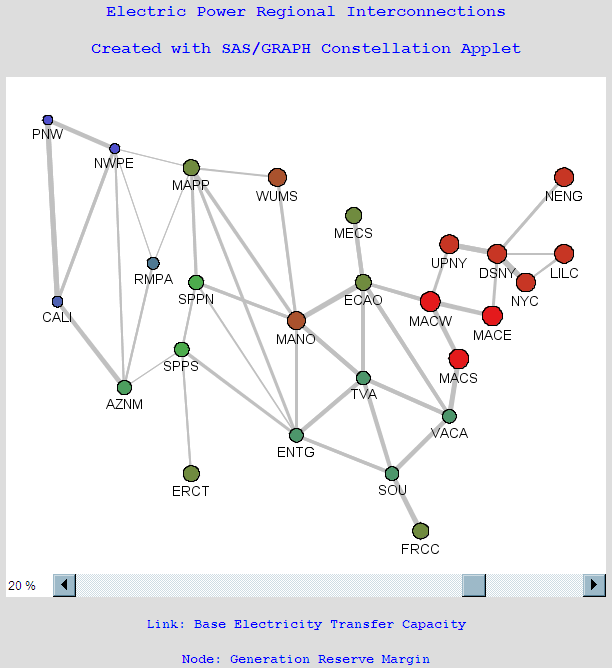 Electric Power Regional Interconnections
Created with SAS/GRAPH Constellation Applet
PNW
NWPE
MAPP
WUMS
NENG
MECS
UPNY
DSNY
LILC
RMPA
SPPN
ECAO
NYC
CALI
MACW
MANO
MACE
SPPS
MACS
AZNM
TVA
VACA
ENTG
ERCT
SOU
FRCC
20 %
Link: Base Electricity Transfer Capacity
Node: Generation Reserve Margin